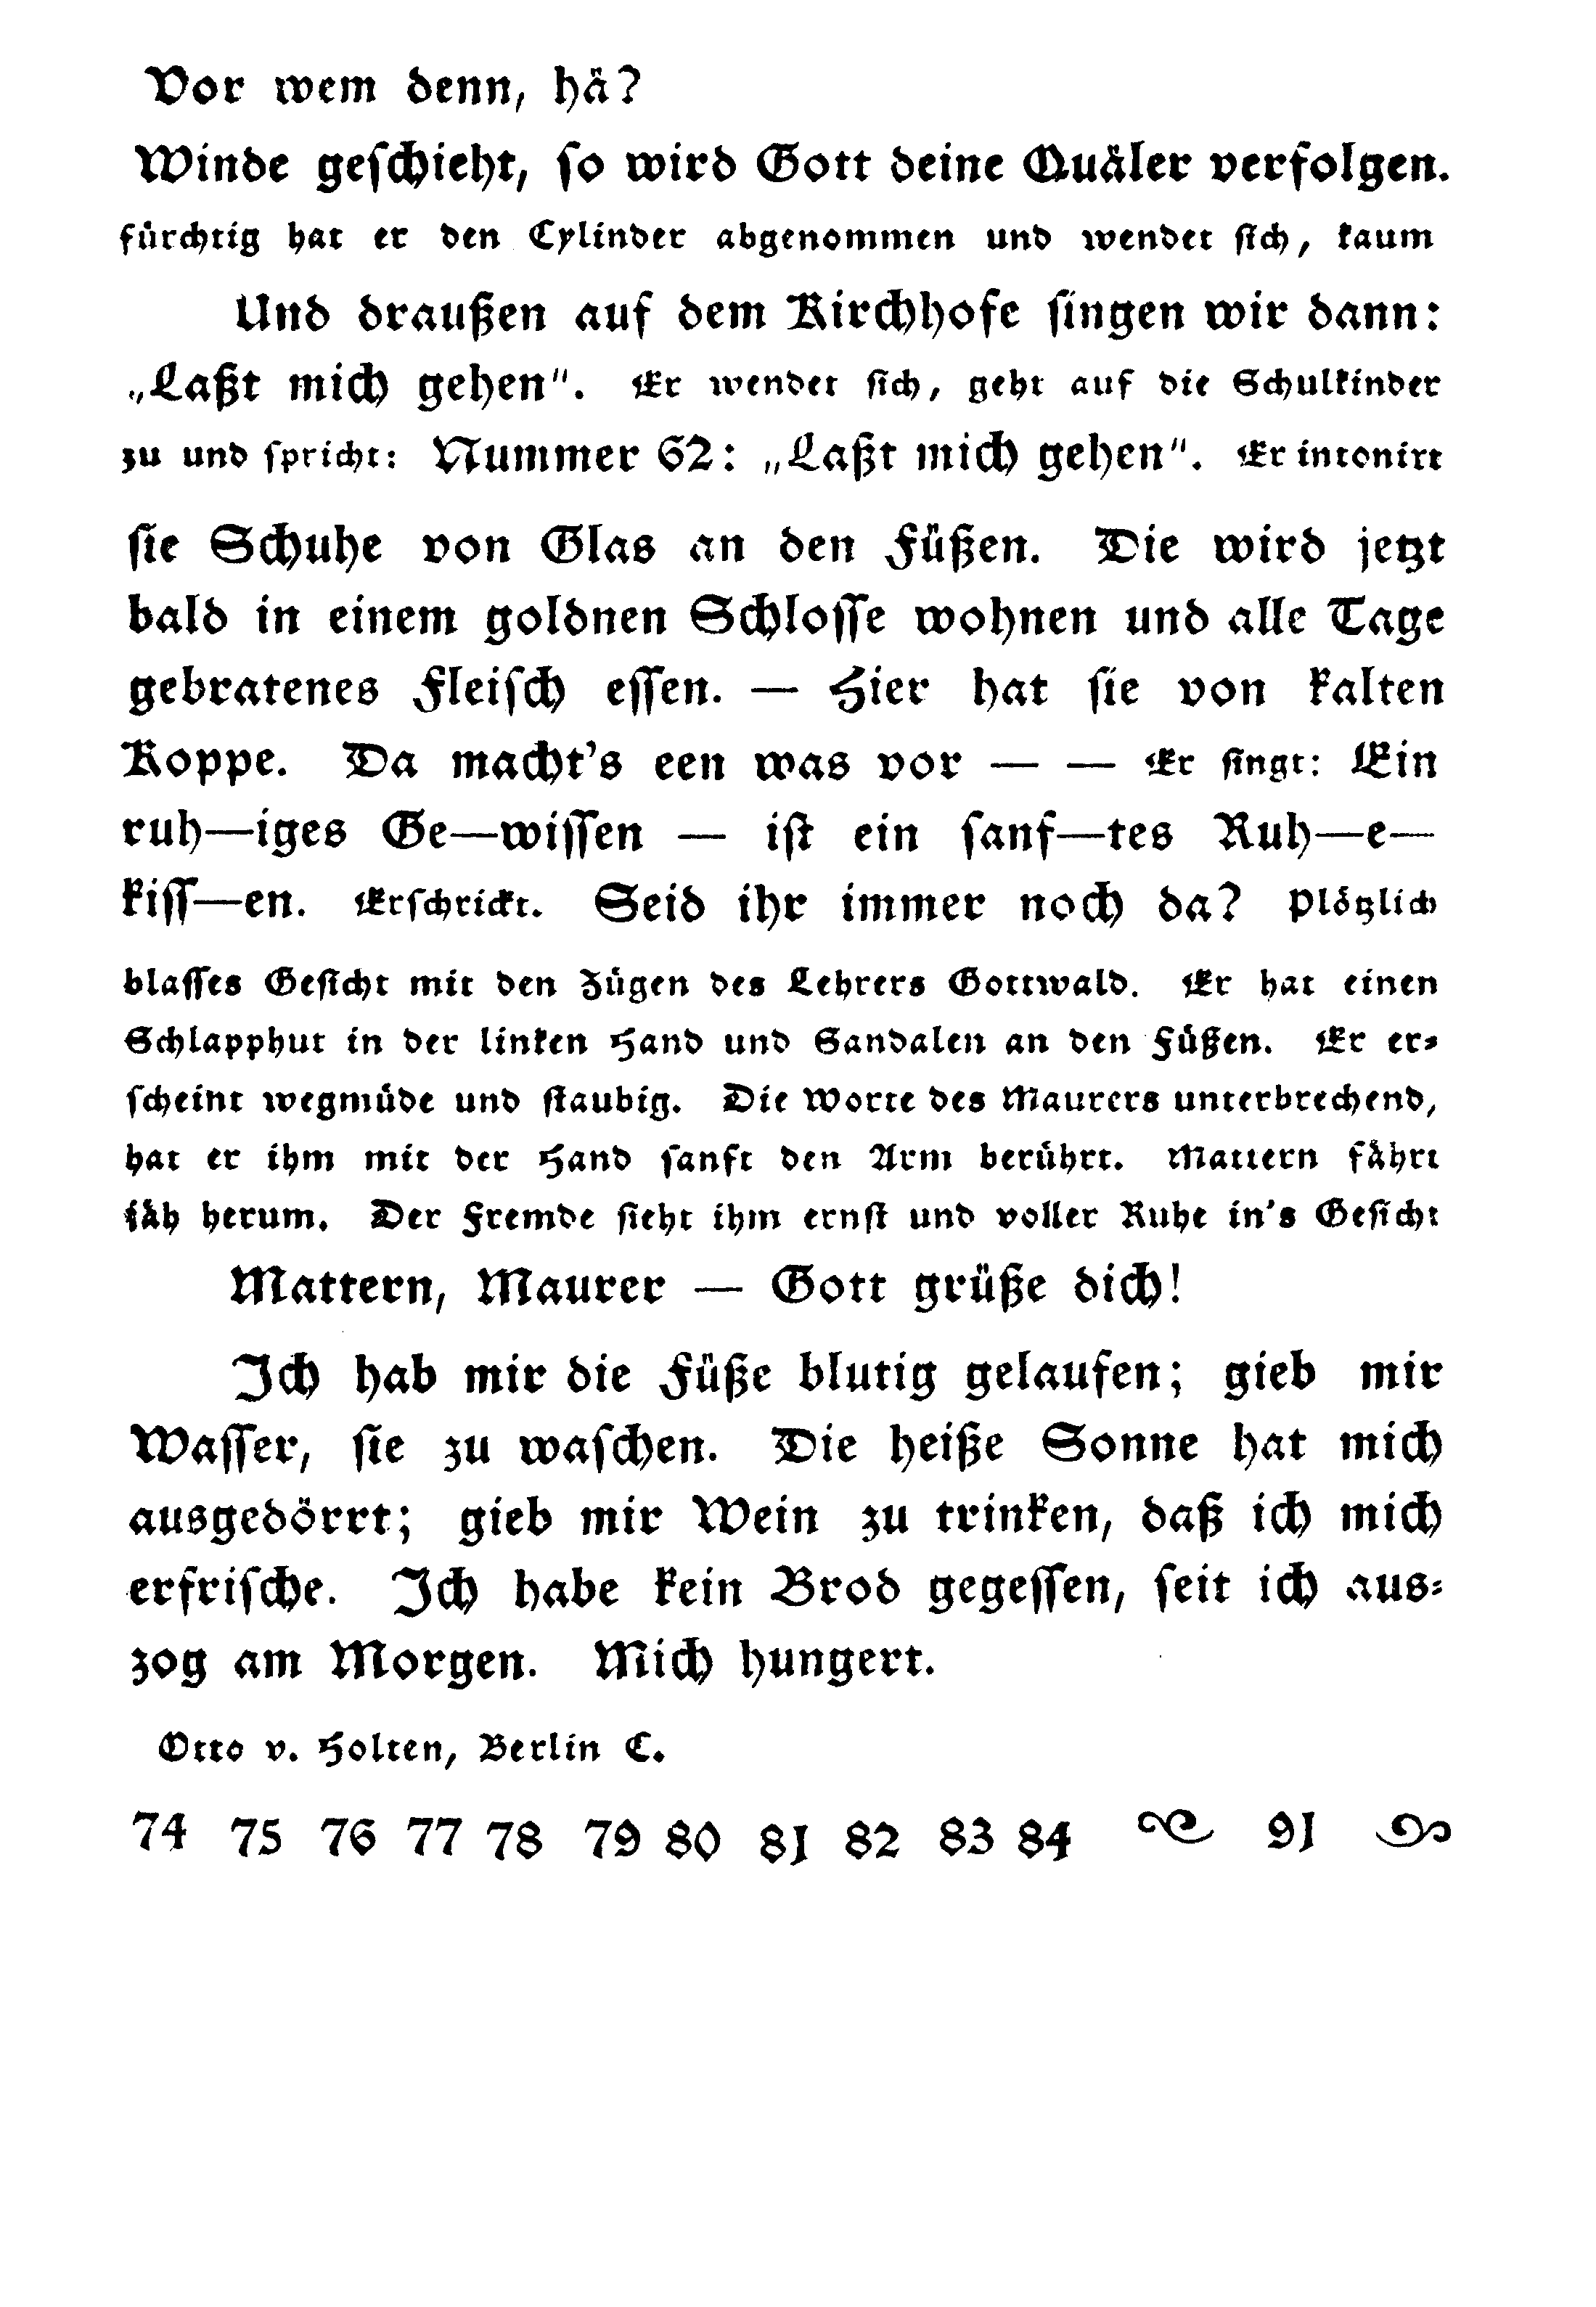 Vor wem denn, hä?
Winde geſchieht, ſo wird Gott deine Quäler verfolgen.
fürchtig hat er den Cylinder abgenommen und wendet ſich, kaum
Und draußen auf dem Kirchhofe ſingen wir dann:
„Laßt mich gehen“. Er wendet ſich, geht auf die Schulkinder
zu und ſpricht: Nummer 62: „Laßt mich gehen“. Er intonirt
ſie Schuhe von Glas an den Füßen. Die wird jetzt
bald in einem goldnen Schloſſe wohnen und alle Tage
gebratenes Fleiſch eſſen. — Hier hat ſie von kalten
Koppe. Da macht's een was vor — — Er ſingt: Ein
ruh—iges Ge—wiſſen — iſt ein ſanf—tes Ruh—e—
kiſſ—en. Erſchrickt. Seid ihr immer noch da? Plötzlich
blaſſes Geſicht mit den Zügen des Lehrers Gottwald. Er hat einen
Schlapphut in der linken Hand und Sandalen an den Füßen. Er er⸗
ſcheint wegmüde und ſtaubig. Die Worte des Maurers unterbrechend,
hat er ihm mit der Hand ſanft den Arm berührt. Mattern fährt
jäh herum. Der Fremde ſieht ihm ernſt und voller Ruhe in's Geſicht
Mattern, Maurer — Gott grüße dich!
Ich hab mir die Füße blutig gelaufen; gieb mir
Waſſer, ſie zu waſchen. Die heiße Sonne hat mich
ausgedörrt; gieb mir Wein zu trinken, daß ich mich
erfriſche. Ich habe kein Brod gegeſſen, ſeit ich aus⸗
zog am Morgen. Mich hungert.
Otto v. Holten, Berlin C.
74 75 76 77 78 79 80 81 82 83 84 91